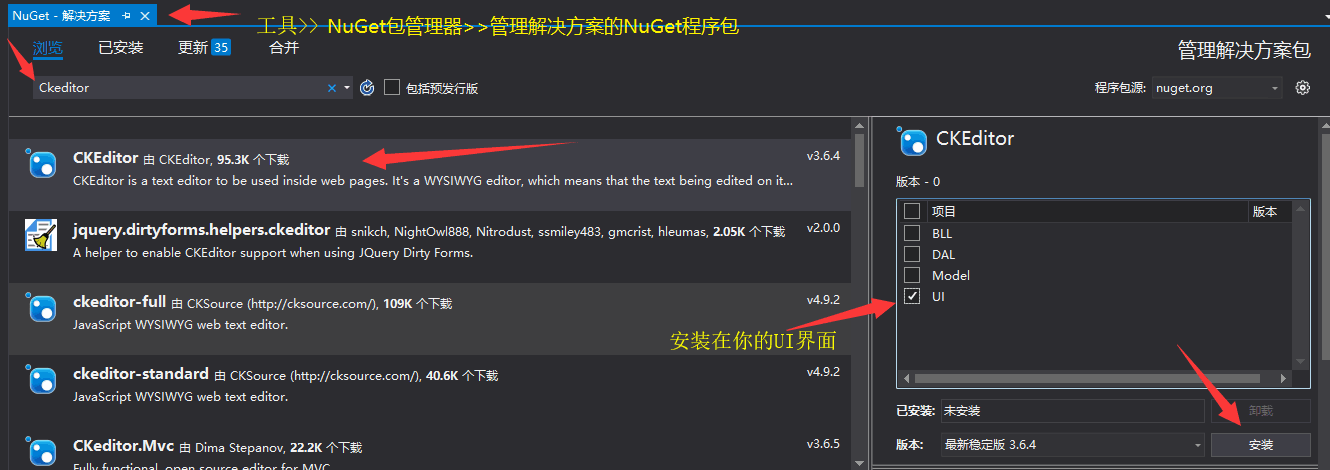 NuGet - 解决方案
工具>> NuGet包管理器>>管理解决方案的NuGet程序包
浏览 已安装 更新 35 合并
管理解决方案包
Ckeditor
包括预发行版
程序包源: nuget.org
CKEditor 由 CKEditor, 95.3K 个下载 v3.6.4
CKEditor is a text editor to be used inside web pages. It's a WYSIWYG editor, which means that the text being edited on it...
jquery.dirtyforms.helpers.ckeditor 由 snikch, NightOwl888, Nitrodust, ssmiley483, gmcrist, hleumas, 2.05K 个下载 v2.0.0
A helper to enable CKEditor support when using JQuery Dirty Forms.
ckeditor-full 由 CKSource (http://cksource.com/), 109K 个下载 v4.9.2
JavaScript WYSIWYG web text editor.
安装在你的UI界面
ckeditor-standard 由 CKSource (http://cksource.com/), 40.6K 个下载 v4.9.2
JavaScript WYSIWYG web text editor.
CKeditor.Mvc 由 Dima Stepanov, 22.2K 个下载 v3.6.5
Fully functional, open source editor for MVC
CKEditor
版本 - 0
项目 版本
BLL
DAL
Model
UI
已安装: 未安装 卸载
版本: 最新稳定版 3.6.4 安装